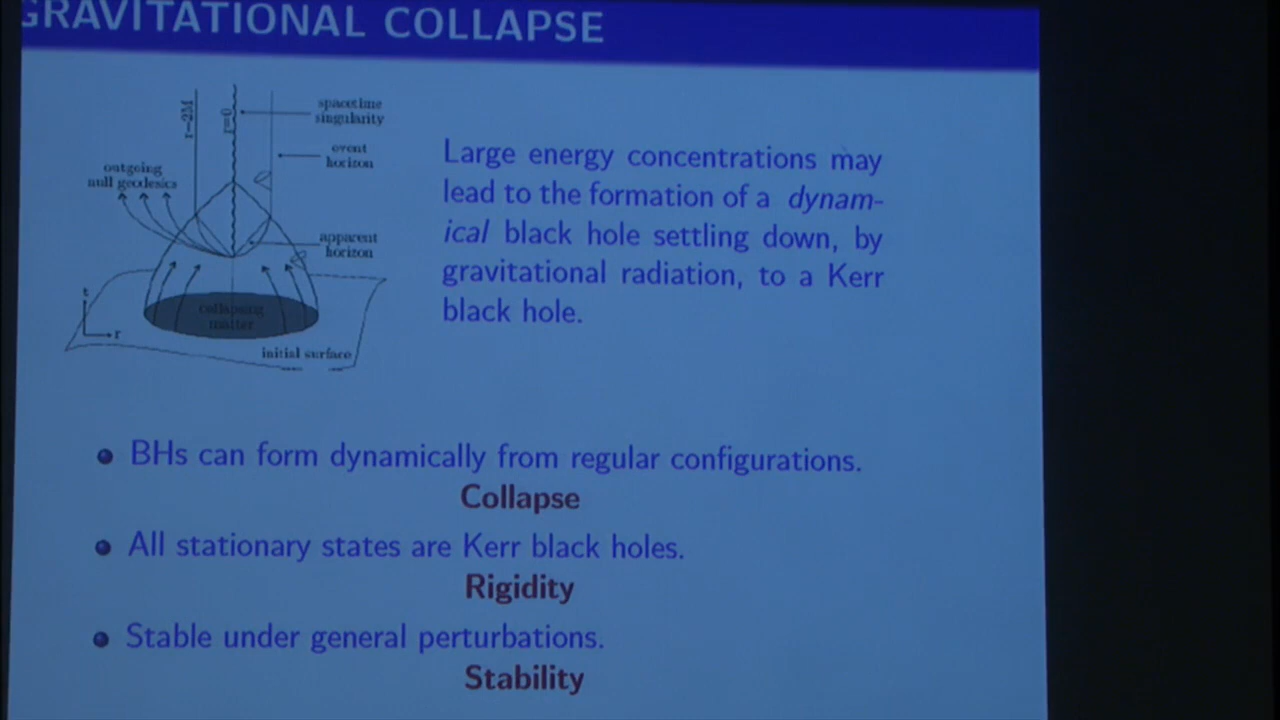 GRAVITATIONAL COLLAPSE
r=2M
r=0
spacetime
singularity
event
horizon
outgoing
null geodesics
apparent
horizon
t
r
collapsing
matter
initial surface
Large energy concentrations may
lead to the formation of a dynam-
ical black hole settling down, by
gravitational radiation, to a Kerr
black hole.
BHs can form dynamically from regular configurations.
Collapse
All stationary states are Kerr black holes.
Rigidity
Stable under general perturbations.
Stability